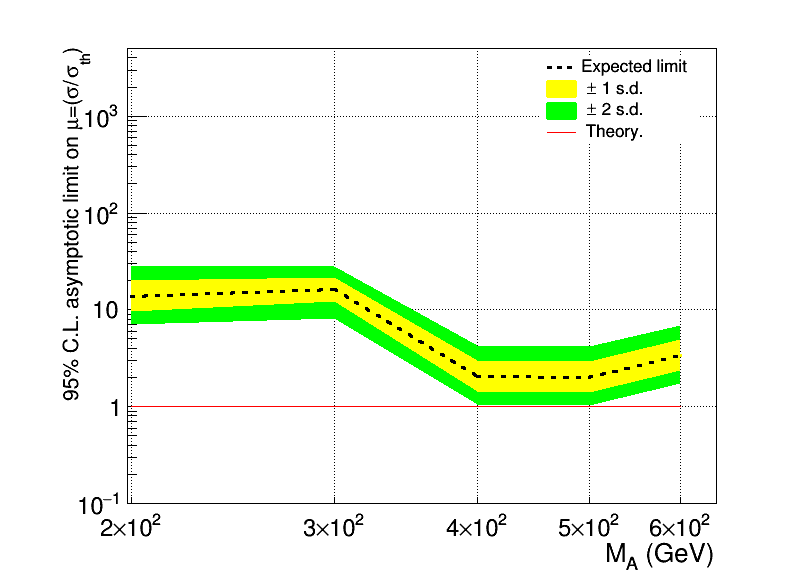 95% C.L. asymptotic limit on μ=(σ/σ_th)
10³
10²
10
1
10⁻¹
Expected limit
± 1 s.d.
± 2 s.d.
Theory.
2×10² 3×10² 4×10² 5×10² 6×10²
M_A (GeV)